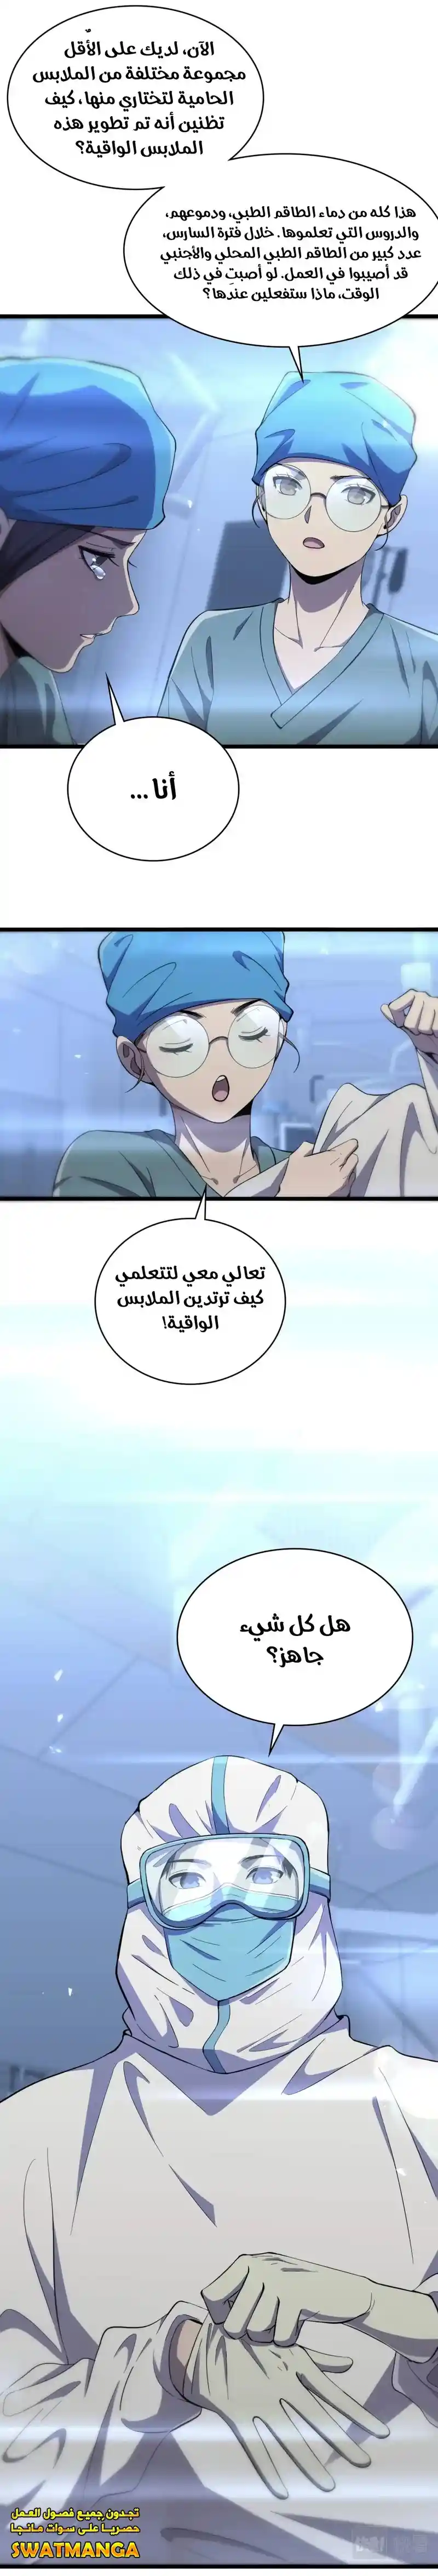 الآن، لديك على الأقل
مجموعة مختلفة من الملابس
الحامية لتختاري منها، كيف
تظنين أنه تم تطوير هذه
الملابس الواقية؟
هذا كله من دماء الطاقم الطبي، ودموعهم،
والدروس التي تعلموها. خلال فترة السارس،
عدد كبير من الطاقم الطبي المحلي والأجنبي
قد أصيبوا في العمل. لو أصبتِ في ذلك
الوقت، ماذا ستفعلين عندها؟
أنا ...
تعالي معي لتتعلمي
كيف ترتدين الملابس
الواقية!
هل كل شيء
جاهز؟
تجدون جميع فصول العمل
حصرياً على سوات مانجا
SWATMANGA